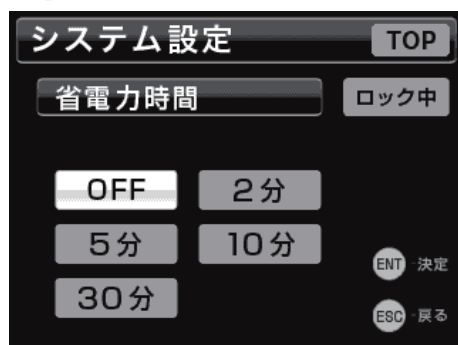 システム設定 TOP
省電力時間 ロック中
OFF 2分
5分 10分
ENT -決定
30分
ESC -戻る